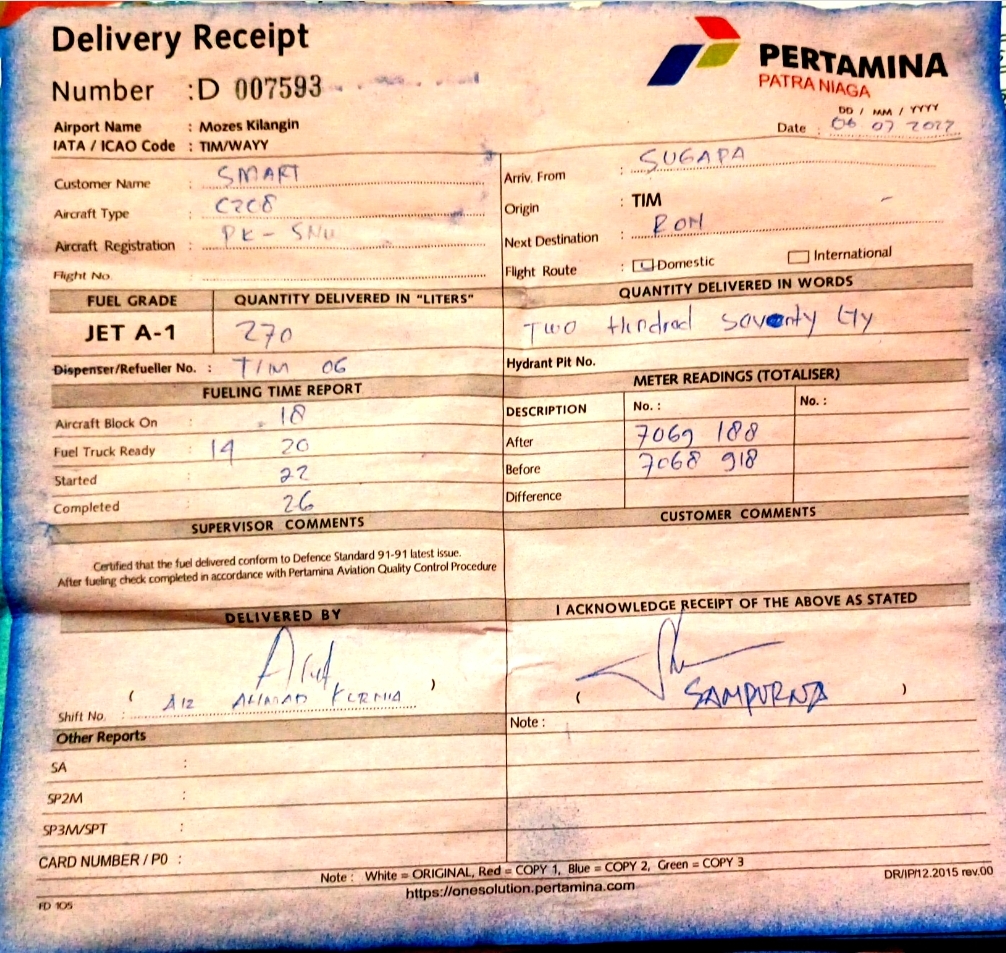 Delivery Receipt
PERTAMINA
PATRA NIAGA
Number : D 007593
DD / MM / YYYY
Date : 06 07 2022
Airport Name : Mozes Kilangin
IATA / ICAO Code : TIM/WAYY
Customer Name : SMART
Aircraft Type : C208
Aircraft Registration : PK - SNU
Flight No.
Arriv. From : SUGAPA
Origin : TIM
Next Destination :
Flight Route : Domestic International
FUEL GRADE QUANTITY DELIVERED IN "LITERS" QUANTITY DELIVERED IN WORDS
JET A-1 270 Two Hundred Seventy
Dispenser/Refueller No. : TIM 06 Hydrant Pit No.
FUELING TIME REPORT
Aircraft Block On : 18
Fuel Truck Ready : 14 20
Started : 22
Completed : 26
METER READINGS (TOTALISER)
DESCRIPTION No. : No. :
After 7069 188
Before 7068 918
Difference
SUPERVISOR COMMENTS
Certified that the fuel delivered conform to Defence Standard 91-91 latest issue.
After fueling check completed in accordance with Pertamina Aviation Quality Control Procedure
CUSTOMER COMMENTS
DELIVERED BY
( AHMAD )
Shift No. :
I ACKNOWLEDGE RECEIPT OF THE ABOVE AS STATED
( SAMPURNA )
Note :
Other Reports
SA :
SP2M :
SP3M/SPT :
CARD NUMBER / P0 :
Note : White = ORIGINAL, Red = COPY 1, Blue = COPY 2, Green = COPY 3
https://onesolution.pertamina.com
DR/IP/12.2015 rev.00
FD 105